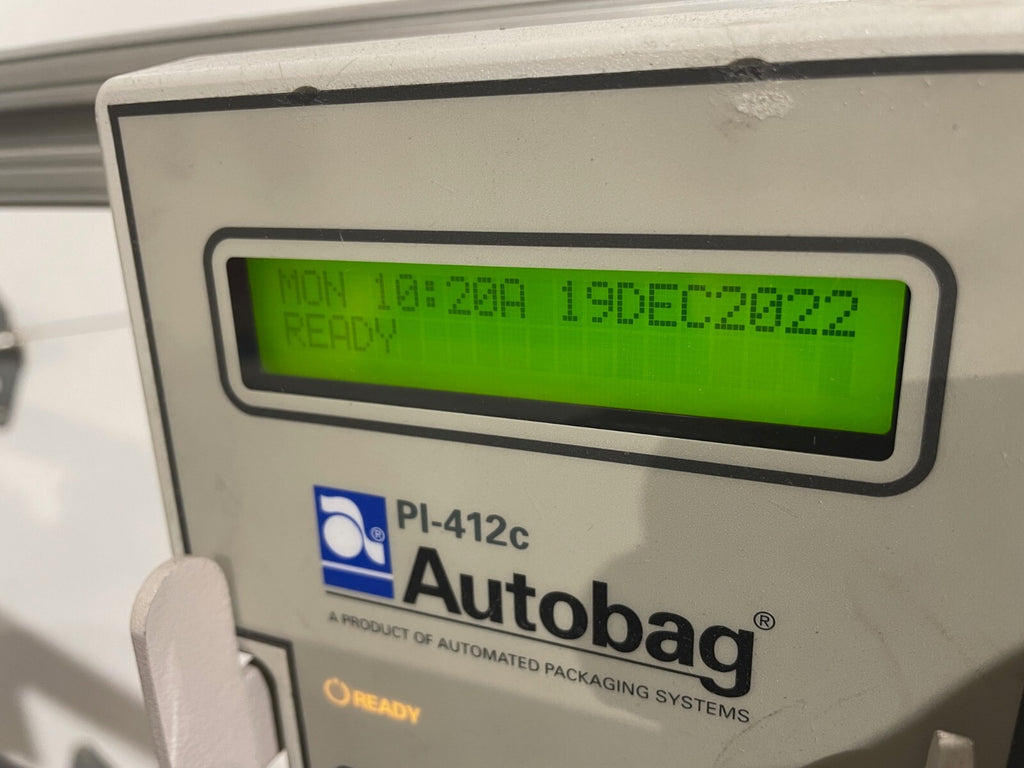 MON 10:20A 19DEC2022
READY
a®
PI-412c
Autobag®
A PRODUCT OF AUTOMATED PACKAGING SYSTEMS
READY